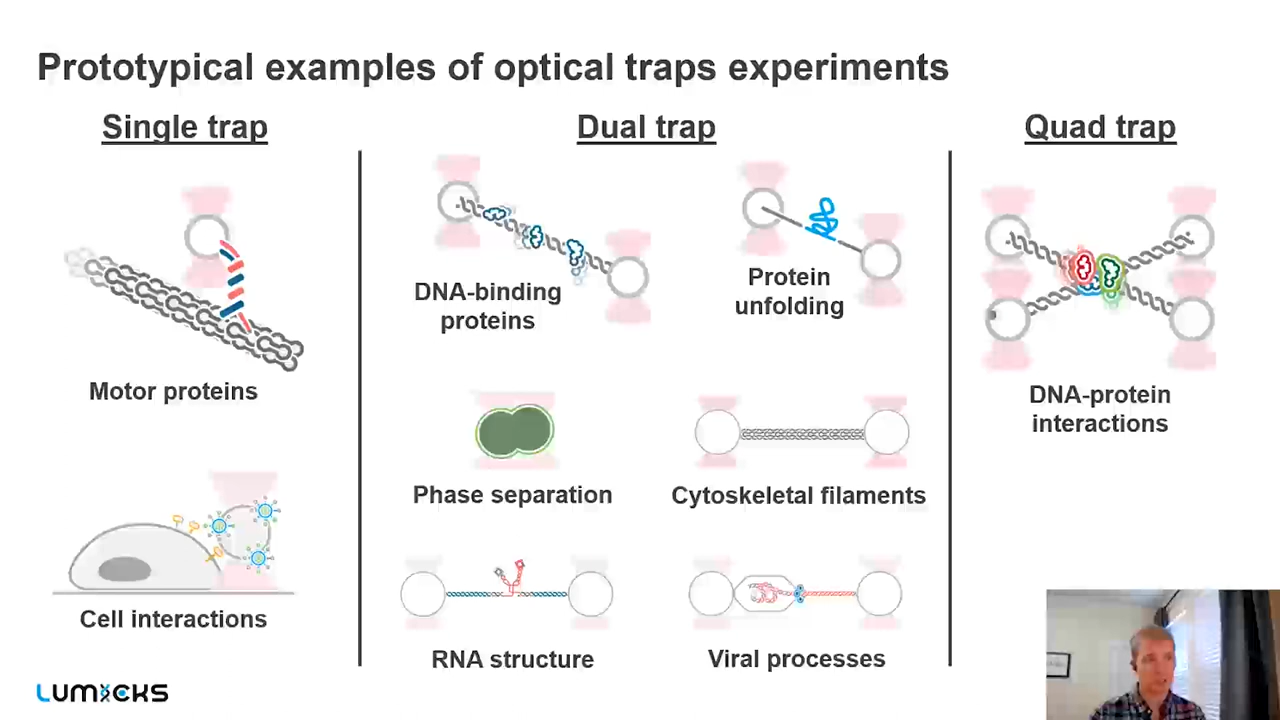 Prototypical examples of optical traps experiments
Single trap
Motor proteins
Cell interactions
Dual trap
DNA-binding
proteins
Protein
unfolding
Phase separation
Cytoskeletal filaments
RNA structure
Viral processes
Quad trap
DNA-protein
interactions
LUMICKS